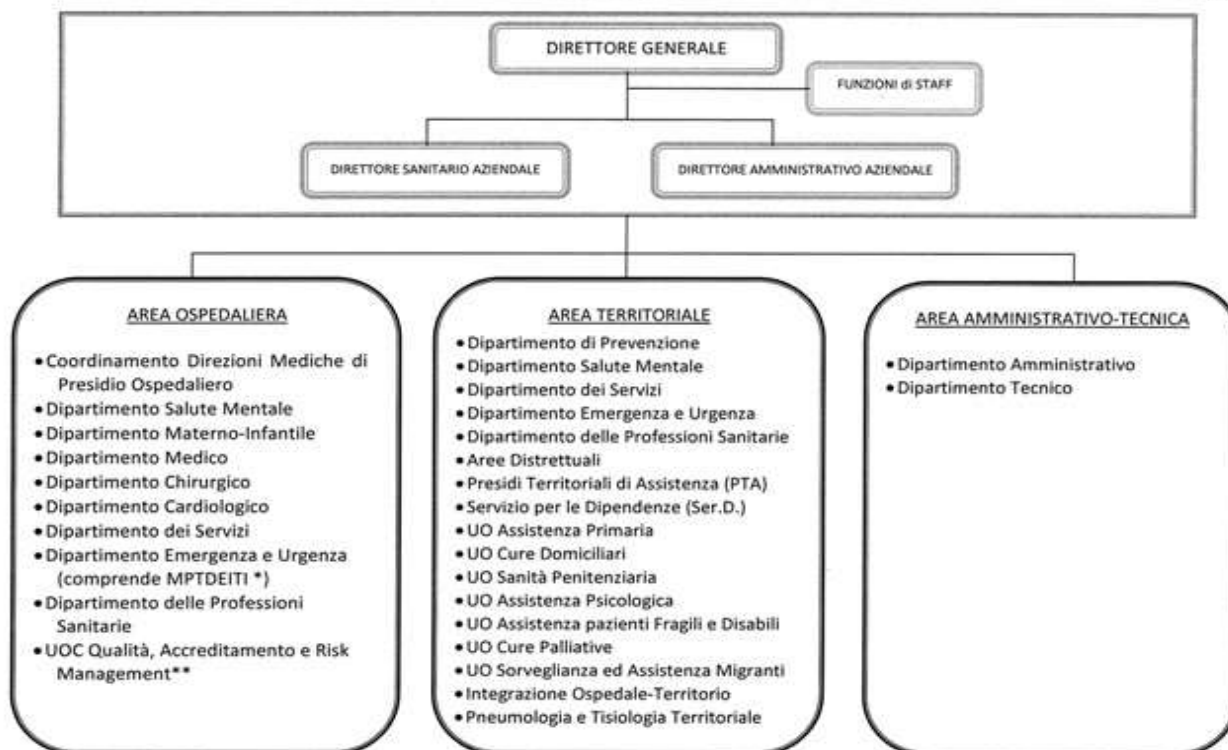 DIRETTORE GENERALE
FUNZIONI di STAFF
DIRETTORE SANITARIO AZIENDALE
DIRETTORE AMMINISTRATIVO AZIENDALE
AREA OSPEDALIERA
• Coordinamento Direzioni Mediche di
Presidio Ospedaliero
• Dipartimento Salute Mentale
• Dipartimento Materno-Infantile
• Dipartimento Medico
• Dipartimento Chirurgico
• Dipartimento Cardiologico
• Dipartimento dei Servizi
• Dipartimento Emergenza e Urgenza
(comprende MPTDEITI *)
• Dipartimento delle Professioni
Sanitarie
• UOC Qualità, Accreditamento e Risk
Management**
AREA TERRITORIALE
• Dipartimento di Prevenzione
• Dipartimento Salute Mentale
• Dipartimento dei Servizi
• Dipartimento Emergenza e Urgenza
• Dipartimento delle Professioni Sanitarie
• Aree Distrettuali
• Presidi Territoriali di Assistenza (PTA)
• Servizio per le Dipendenze (Ser.D.)
• UO Assistenza Primaria
• UO Cure Domiciliari
• UO Sanità Penitenziaria
• UO Assistenza Psicologica
• UO Assistenza pazienti Fragili e Disabili
• UO Cure Palliative
• UO Sorveglianza ed Assistenza Migranti
• Integrazione Ospedale-Territorio
• Pneumologia e Tisiologia Territoriale
AREA AMMINISTRATIVO-TECNICA
• Dipartimento Amministrativo
• Dipartimento Tecnico